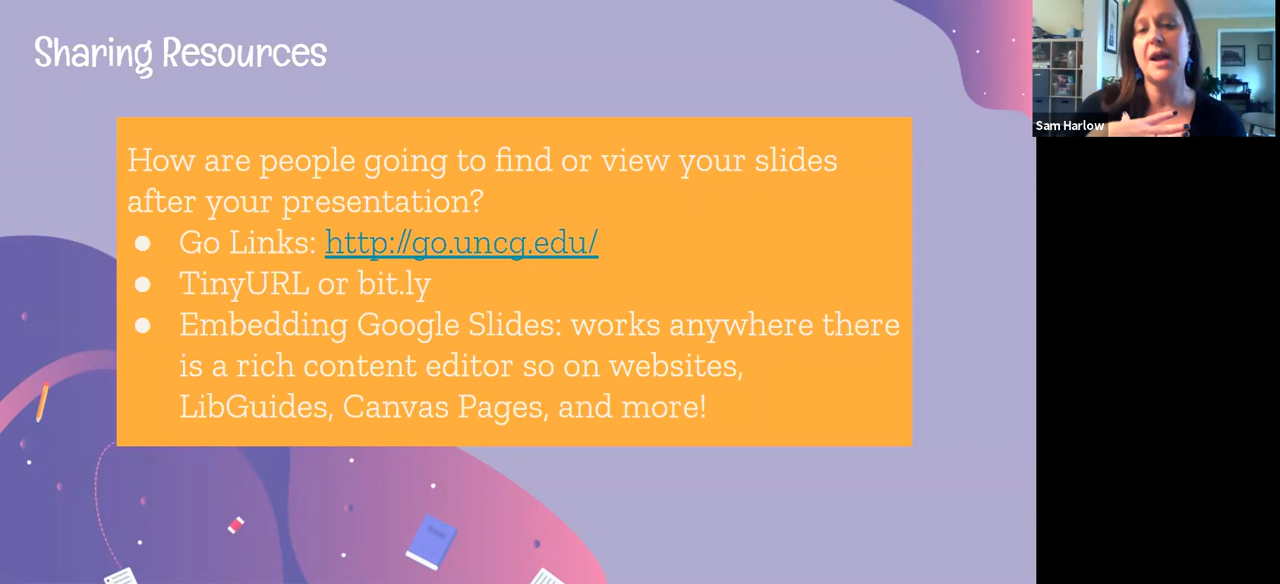 Sharing Resources
Sam Harlow
How are people going to find or view your slides
after your presentation?
● Go Links: http://go.uncg.edu/
● TinyURL or bit.ly
● Embedding Google Slides: works anywhere there
is a rich content editor so on websites,
LibGuides, Canvas Pages, and more!